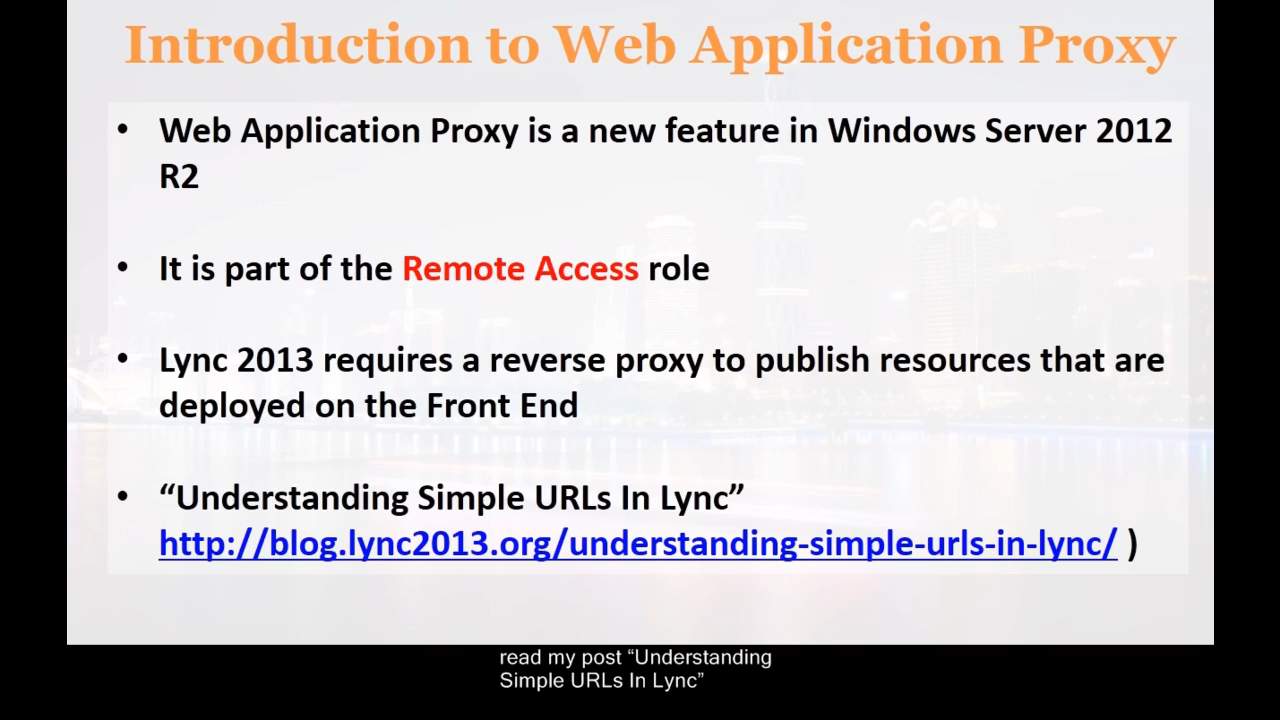 Introduction to Web Application Proxy
• Web Application Proxy is a new feature in Windows Server 2012
R2
• It is part of the Remote Access role
• Lync 2013 requires a reverse proxy to publish resources that are
deployed on the Front End
• “Understanding Simple URLs In Lync”
http://blog.lync2013.org/understanding-simple-urls-in-lync/ )
read my post “Understanding
Simple URLs In Lync”